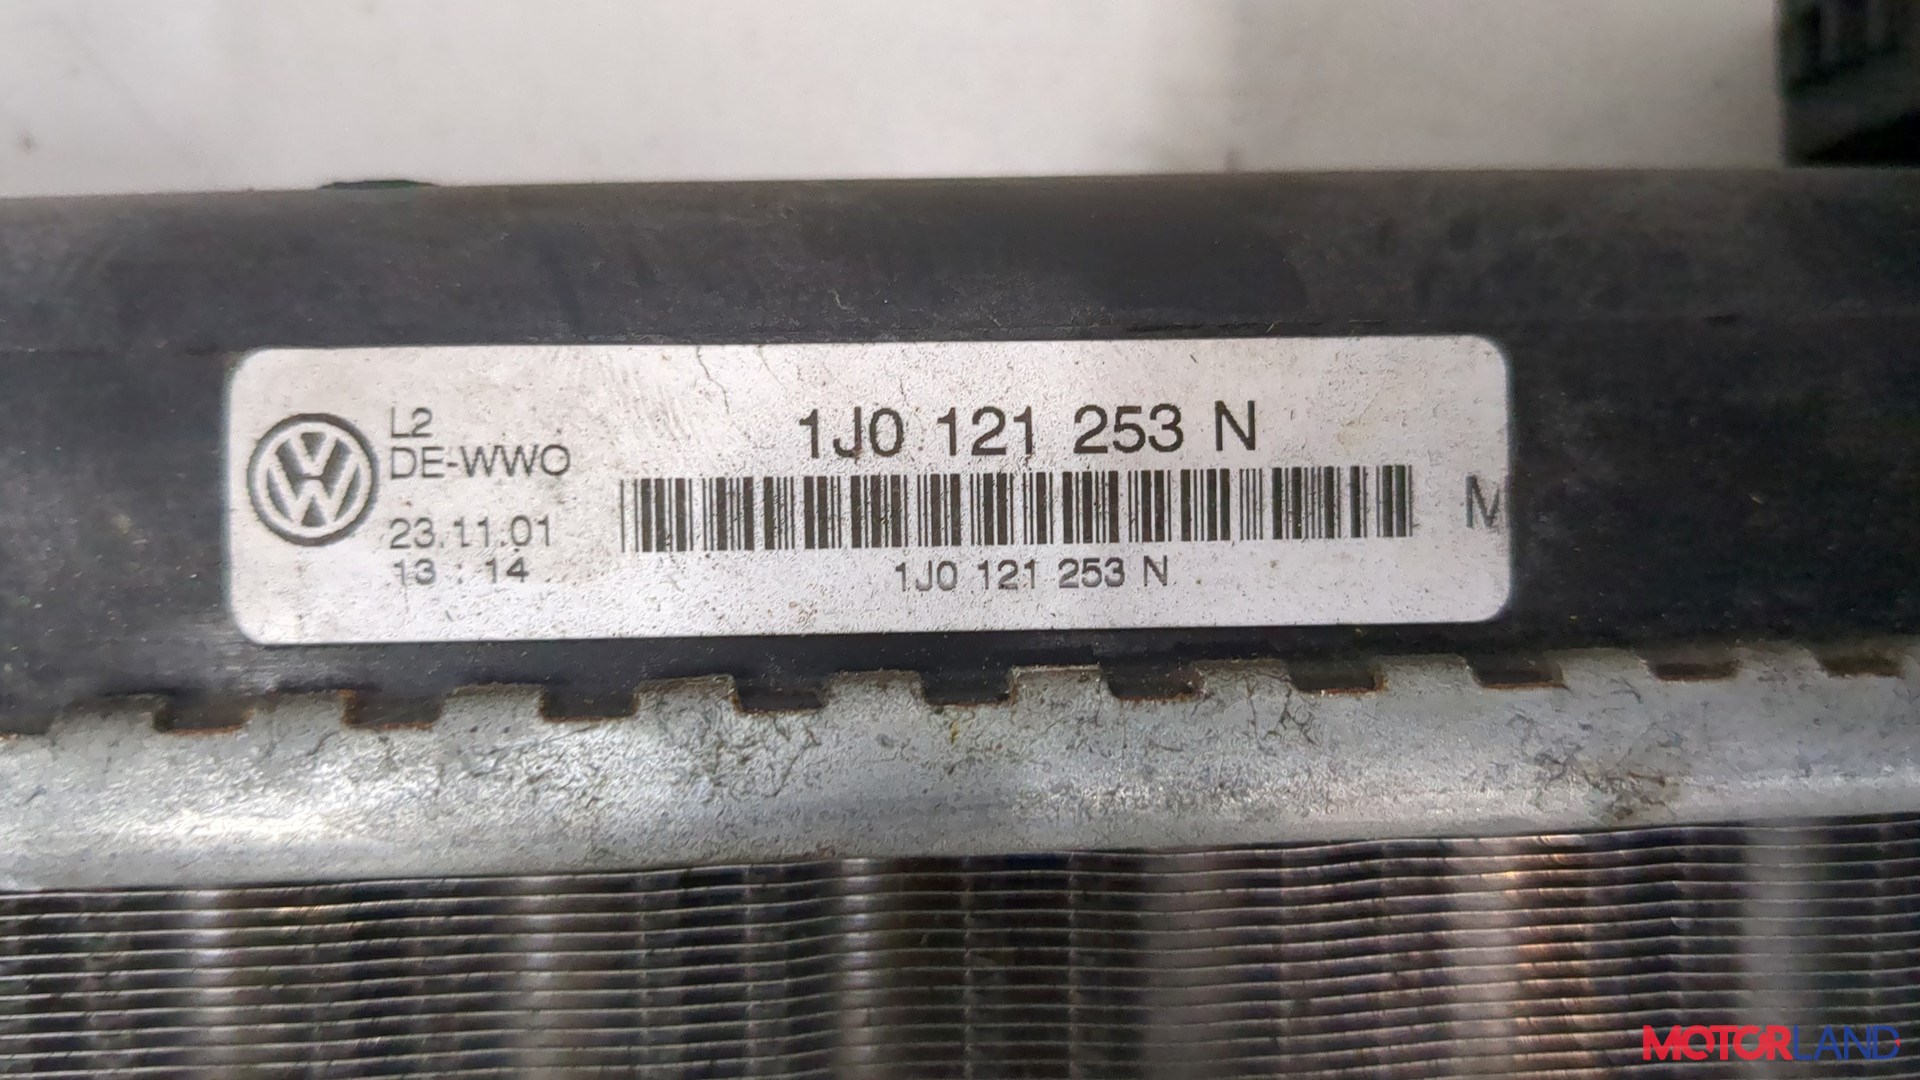 L2
DE-WWO
23.11.01
13 : 14
1J0 121 253 N
1J0 121 253 N
M
MOTORLAND